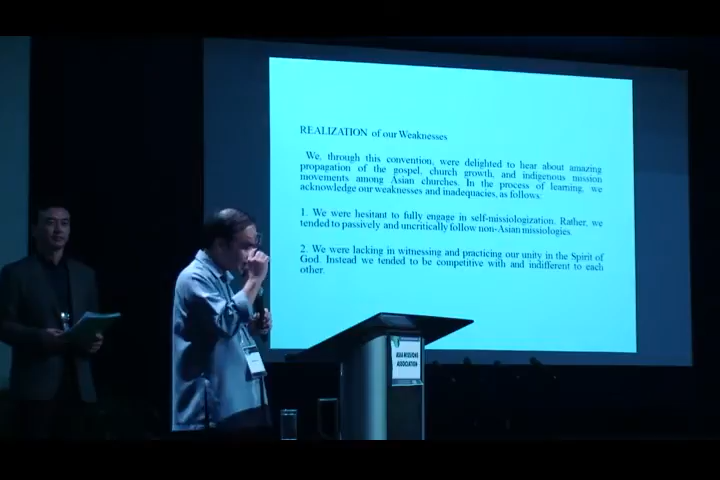 REALIZATION of our Weaknesses
We, through this convention, were delighted to hear about amazing
propagation of the gospel, church growth, and indigenous mission
movements among Asian churches. In the process of learning, we
acknowledge our weaknesses and inadequacies, as follows.
1. We were hesitant to fully engage in self-missiologization. Rather, we
tended to passively and uncritically follow non-Asian missiologies.
2. We were lacking in witnessing and practicing our unity in the Spirit of
God. Instead we tended to be competitive with and indifferent to each
other.
ASIA MISSIONS
ASSOCIATION